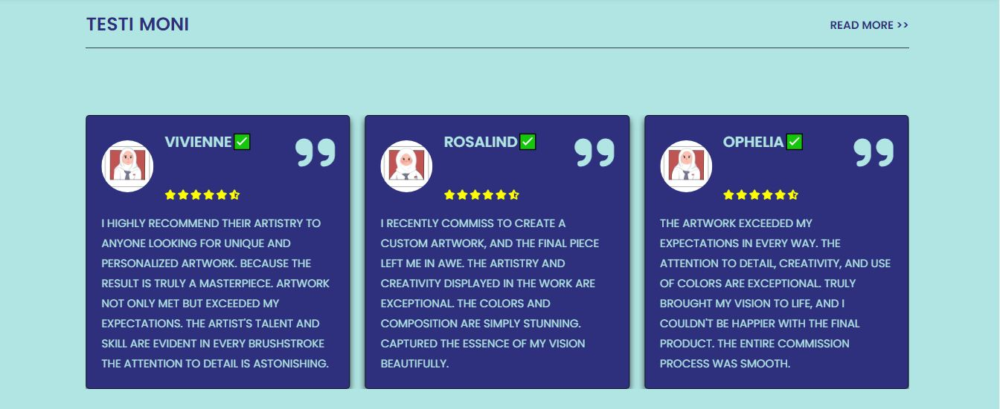 TESTI MONI
READ MORE >>
VIVIENNE
I HIGHLY RECOMMEND THEIR ARTISTRY TO
ANYONE LOOKING FOR UNIQUE AND
PERSONALIZED ARTWORK. BECAUSE THE
RESULT IS TRULY A MASTERPIECE. ARTWORK
NOT ONLY MET BUT EXCEEDED MY
EXPECTATIONS. THE ARTIST'S TALENT AND
SKILL ARE EVIDENT IN EVERY BRUSHSTROKE
THE ATTENTION TO DETAIL IS ASTONISHING.
ROSALIND
I RECENTLY COMMISS TO CREATE A
CUSTOM ARTWORK, AND THE FINAL PIECE
LEFT ME IN AWE. THE ARTISTRY AND
CREATIVITY DISPLAYED IN THE WORK ARE
EXCEPTIONAL. THE COLORS AND
COMPOSITION ARE SIMPLY STUNNING.
CAPTURED THE ESSENCE OF MY VISION
BEAUTIFULLY.
OPHELIA
THE ARTWORK EXCEEDED MY
EXPECTATIONS IN EVERY WAY. THE
ATTENTION TO DETAIL, CREATIVITY, AND USE
OF COLORS ARE EXCEPTIONAL. TRULY
BROUGHT MY VISION TO LIFE, AND I
COULDN'T BE HAPPIER WITH THE FINAL
PRODUCT. THE ENTIRE COMMISSION
PROCESS WAS SMOOTH.